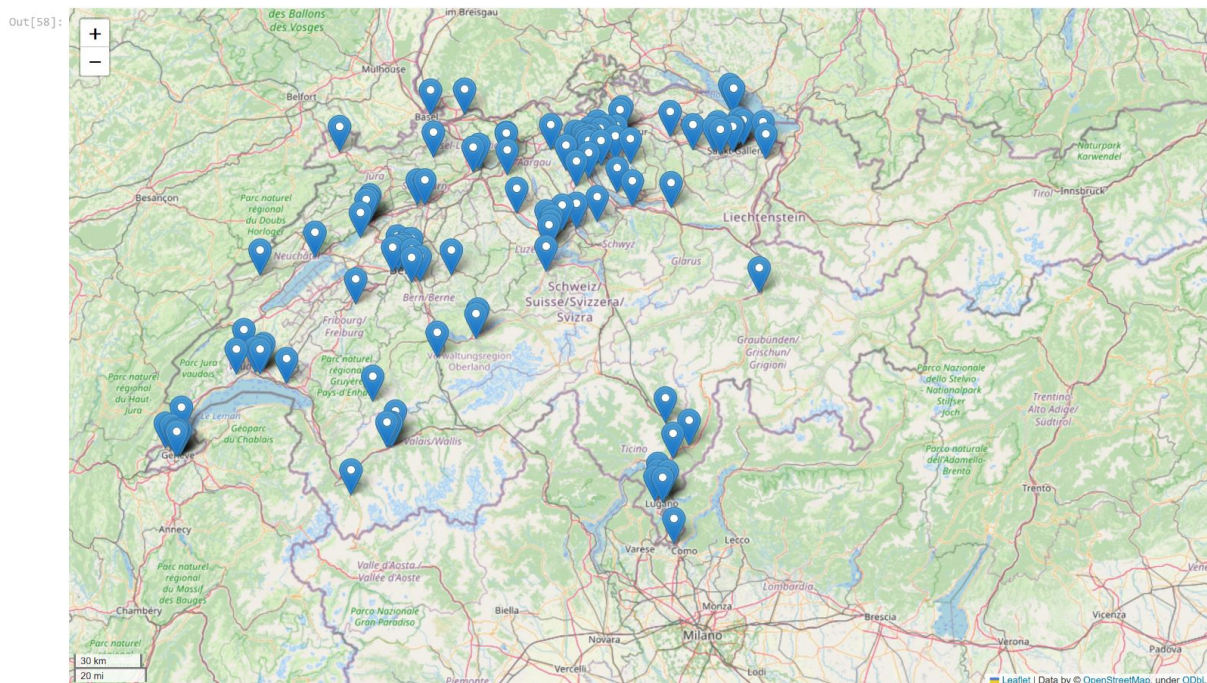 Out[58]:
+
−
des Ballons
des Vosges
im Breisgau
Mulhouse
Belfort
Basel
Jura
Aargau
Sankt Gallen
Naturpark
Karwendel
Besançon
Parc naturel
régional
du Doubs
Horloger
Tirol
Innsbruck
Liechtenstein
Neuchâtel
Schwyz
Glarus
Bern/Berne
Schweiz/
Suisse/Svizzera/
Svizra
Fribourg/
Freiburg
Verwaltungsregion
Oberland
Graubünden/
Grischun/
Grigioni
Parc Jura
vaudois
Parc naturel
régional
Gruyère
Pays-d'Enhaut
Parc naturel
régional
du Haut-
Jura
Le Léman
Géoparc
du Chablais
Genève
Valais/Wallis
Parco Nazionale
dello Stelvio
- Nationalpark
Stilfser
Joch
Trentino-
Alto Adige/
Südtirol
Ticino
Parco naturale
dell'Adamello-
Brenta
Trento
Lugano
Annecy
Varese
Como
Lecco
Parc naturel
régional
du Massif
des Bauges
Valle d'Aosta /
Vallée d'Aoste
Lombardia
Chambéry
Parco Nazionale
Gran Paradiso
Biella
Monza
Milano
Brescia
Vicenza
Novara
Verona
Padova
Parc naturel
Vercelli
Lodi
Piemonte
30 km
20 mi
Leaflet | Data by © OpenStreetMap, under ODbL